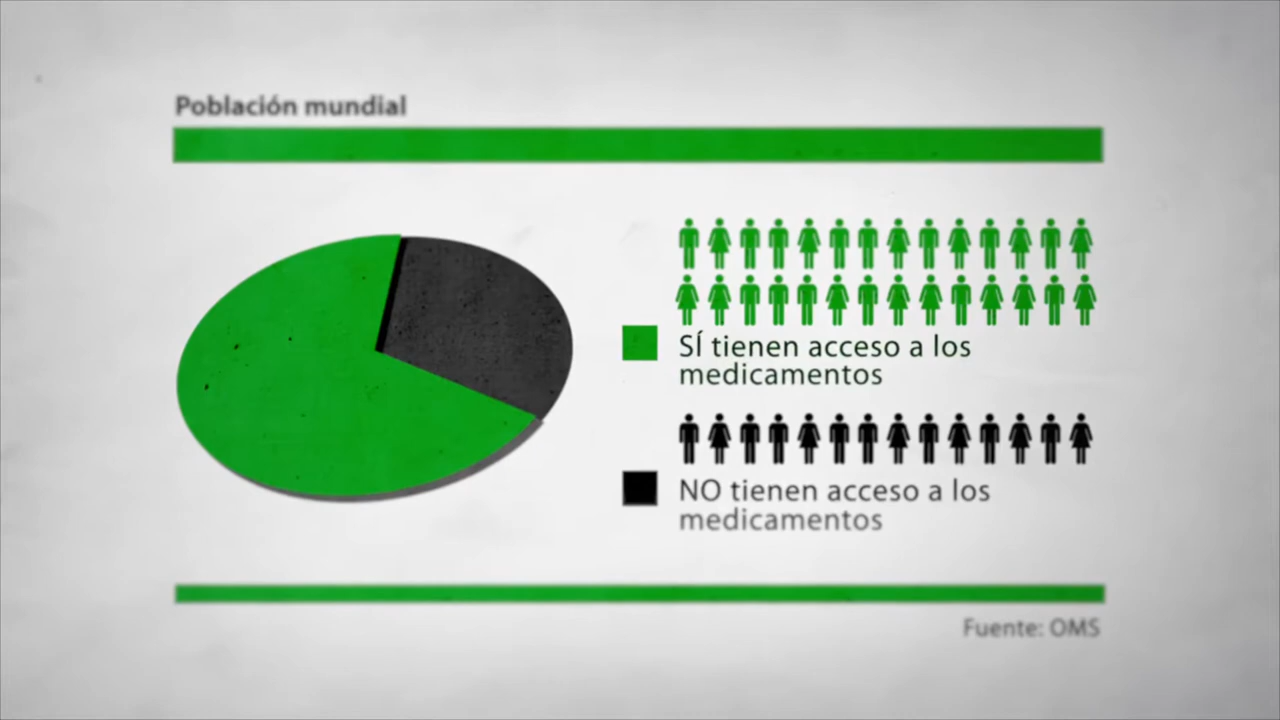 Población mundial
SÍ tienen acceso a los
medicamentos
NO tienen acceso a los
medicamentos
Fuente: OMS